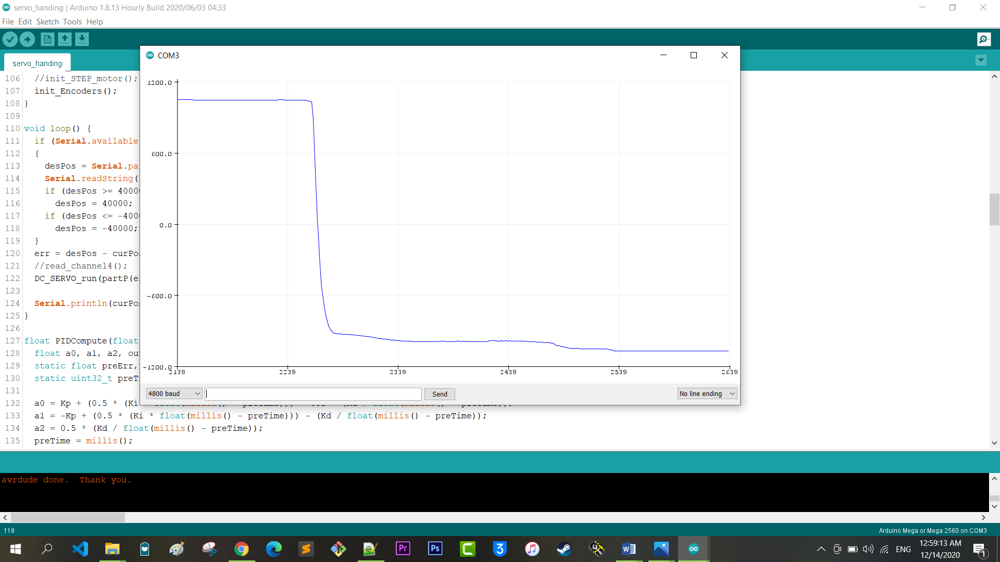 servo_handing | Arduino 1.8.13 Hourly Build 2020/06/03 04:33
File Edit Sketch Tools Help
servo_handing
COM3
106 //init_STEP_motor();
107 init_Encoders();
108 }
109
110 void loop() {
111 if (Serial.available
112 {
113 desPos = Serial.pa
114 Serial.readString(
115 if (desPos >= 4000
116 desPos = 40000;
117 if (desPos <= -400
118 desPos = -40000;
119 }
120 err = desPos - curPo
121 //read_channel4();
122 DC_SERVO_run(partP(e
123
124 Serial.println(curPo
125 }
126
127 float PIDCompute(float
128 float a0, a1, a2, ou
129 static float preErr,
130 static uint32_t preT
131
132 a0 = Kp + (0.5 * (Ki
133 a1 = -Kp + (0.5 * (Ki * float(millis() - preTime))) - (Kd / float(millis() - preTime));
134 a2 = 0.5 * (Kd / float(millis() - preTime));
135 preTime = millis();
1200.0
600.0
0.0
-600.0
-1200.0
2139 2239 2339 2439 2539 2639
4800 baud Send No line ending
avrdude done. Thank you.
118 Arduino Mega or Mega 2560 on COM3
Pr Ps ENG 12:59:13 AM
12/14/2020 1